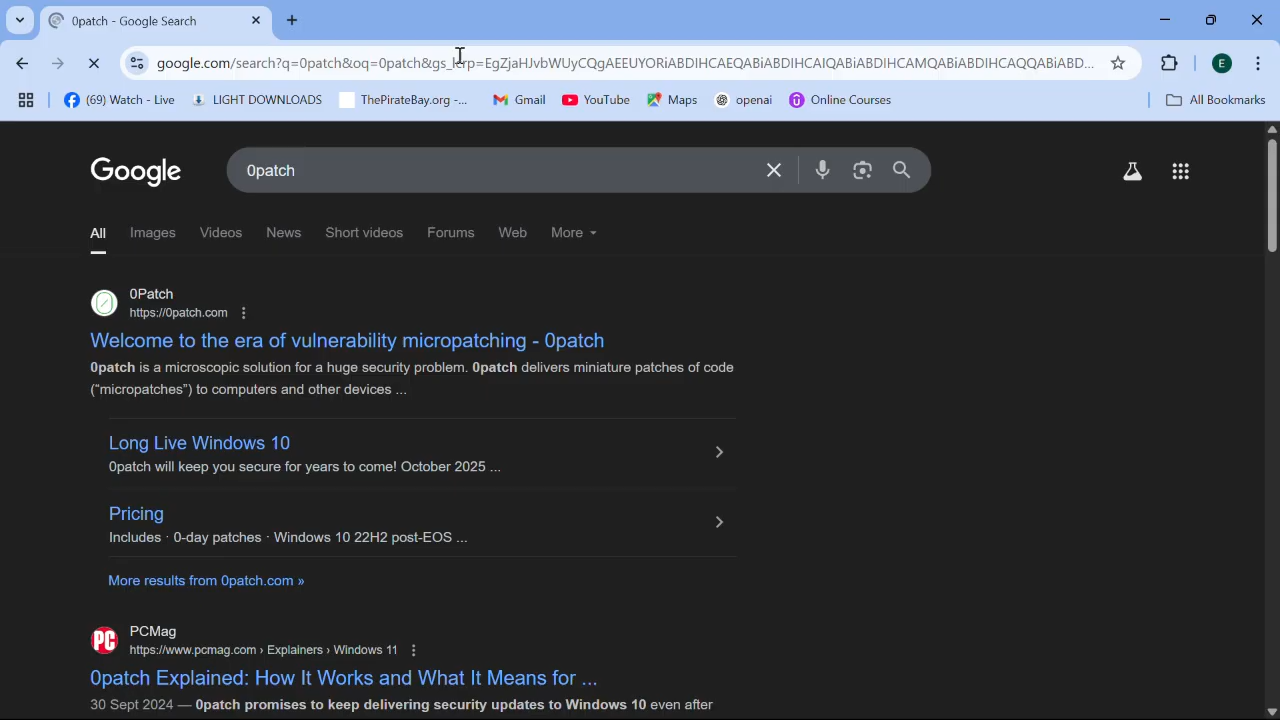 0patch - Google Search
google.com/search?q=0patch&oq=0patch&gs_lcrp=EgZjaHJvbWUyCQgAEEUYORiABDIHCAEQABiABDIHCAIQABiABDIHCAMQABiABDIHCAQQABiABD...
(69) Watch - Live
LIGHT DOWNLOADS
ThePirateBay.org -...
Gmail
YouTube
Maps
openai
Online Courses
All Bookmarks
E
Google
0patch
All
Images
Videos
News
Short videos
Forums
Web
More
0Patch
https://0patch.com
Welcome to the era of vulnerability micropatching - 0patch
0patch is a microscopic solution for a huge security problem. 0patch delivers miniature patches of code
(“micropatches”) to computers and other devices ...
Long Live Windows 10
0patch will keep you secure for years to come! October 2025 ...
Pricing
Includes · 0-day patches · Windows 10 22H2 post-EOS ...
More results from 0patch.com »
PC
PCMag
https://www.pcmag.com › Explainers › Windows 11
0patch Explained: How It Works and What It Means for ...
30 Sept 2024 — 0patch promises to keep delivering security updates to Windows 10 even after